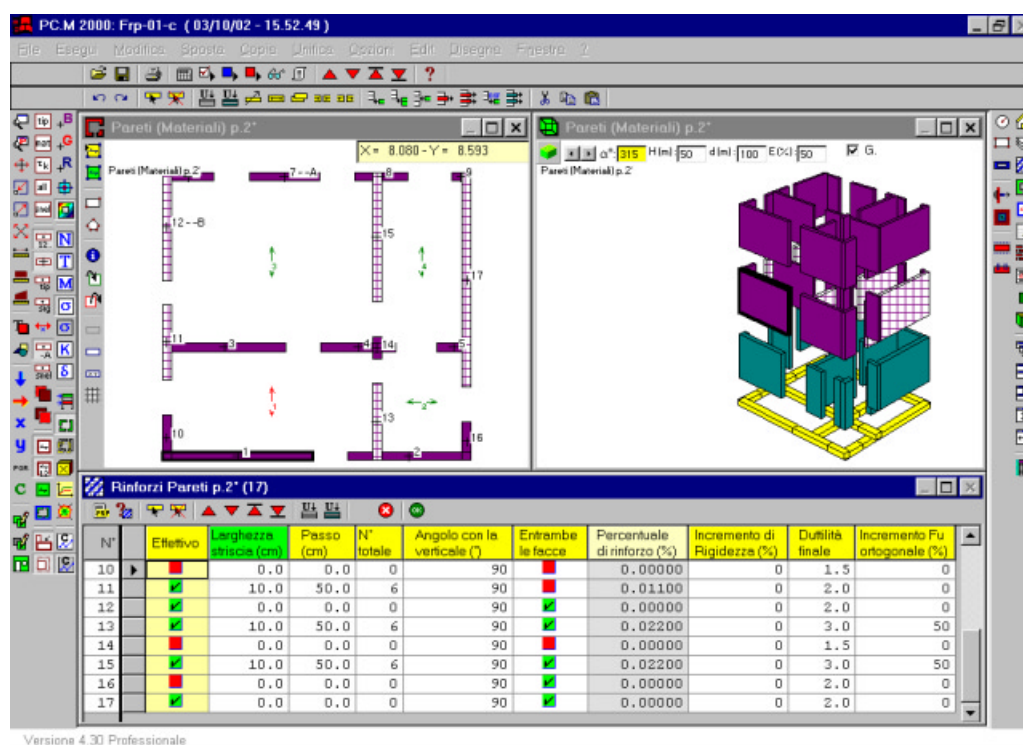 PC.M 2000: Frp-01-c ( 03/10/02 - 15.52.49 )
File Esegui Modifica Sposta Copia Unifica Opzioni Edit Disegna Finestra ?
Pareti (Materiali) p.2°
X = 8.080 - Y = 8.593
Pareti (Materiali) p.2°
2
7--A
8
9
12--B
15
3
4
17
11
3
4
14
5
1
2
13
10
16
1
2
Pareti (Materiali) p.2°
α°: 315 H (m): 50 d (m): 100 E (%): 50 G.
Pareti (Materiali) p.2°
Rinforzi Pareti p.2° (17)
N° Effettivo Larghezza striscia (cm) Passo (cm) N° totale Angolo con la verticale (°) Entrambe le facce Percentuale di rinforzo (%) Incremento di Rigidezza (%) Duttilità finale Incremento Fu ortogonale (%)
10 0.0 0.0 0 90 0.00000 0 1.5 0
11 10.0 50.0 6 90 0.01100 0 2.0 0
12 0.0 0.0 0 90 0.00000 0 2.0 0
13 10.0 50.0 6 90 0.02200 0 3.0 50
14 0.0 0.0 0 90 0.00000 0 1.5 0
15 10.0 50.0 6 90 0.02200 0 3.0 50
16 0.0 0.0 0 90 0.00000 0 2.0 0
17 0.0 0.0 0 90 0.00000 0 2.0 0
Versione 4.30 Professionale